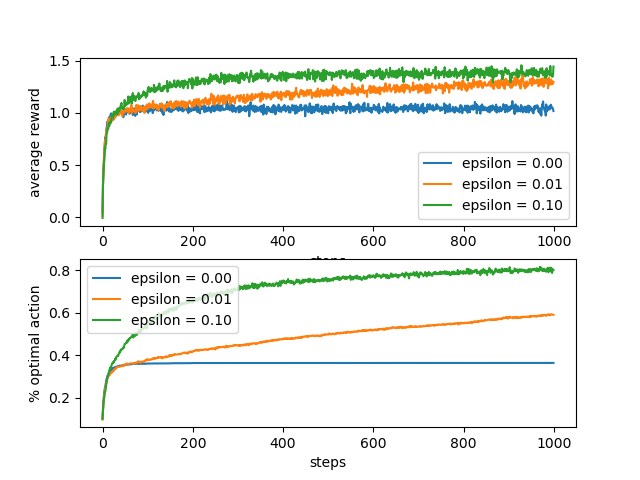 1.5
1.0
0.5
0.0
average reward
epsilon = 0.00
epsilon = 0.01
epsilon = 0.10
0 200 400 600 800 1000
steps
0.8
0.6
0.4
0.2
% optimal action
epsilon = 0.00
epsilon = 0.01
epsilon = 0.10
0 200 400 600 800 1000
steps